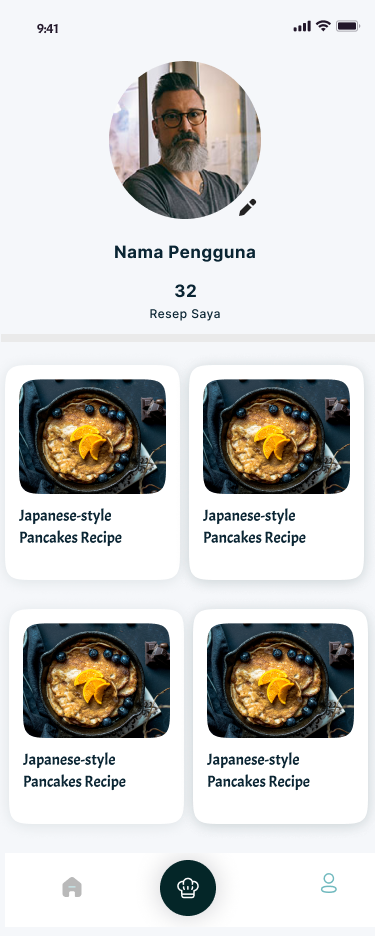 9:41
Nama Pengguna
32
Resep Saya
Japanese-style
Pancakes Recipe
Japanese-style
Pancakes Recipe
Japanese-style
Pancakes Recipe
Japanese-style
Pancakes Recipe